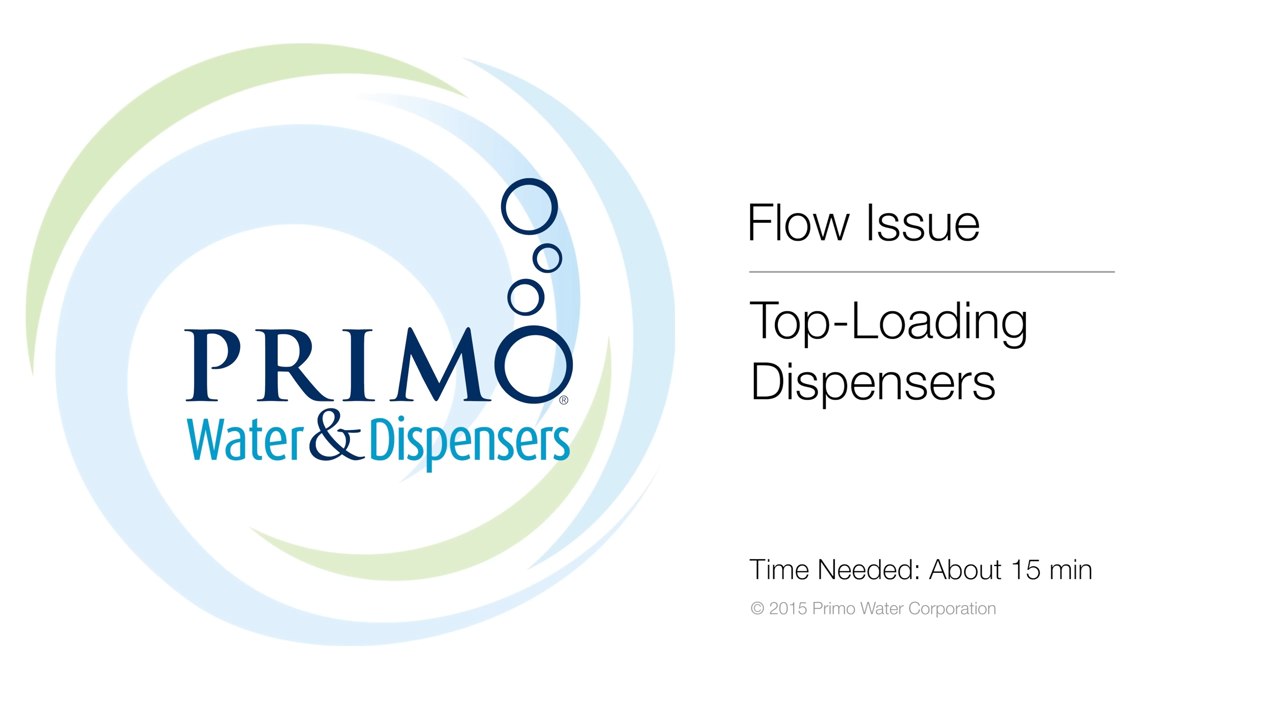 PRIMO®
Water & Dispensers
Flow Issue
Top-Loading
Dispensers
Time Needed: About 15 min
© 2015 Primo Water Corporation